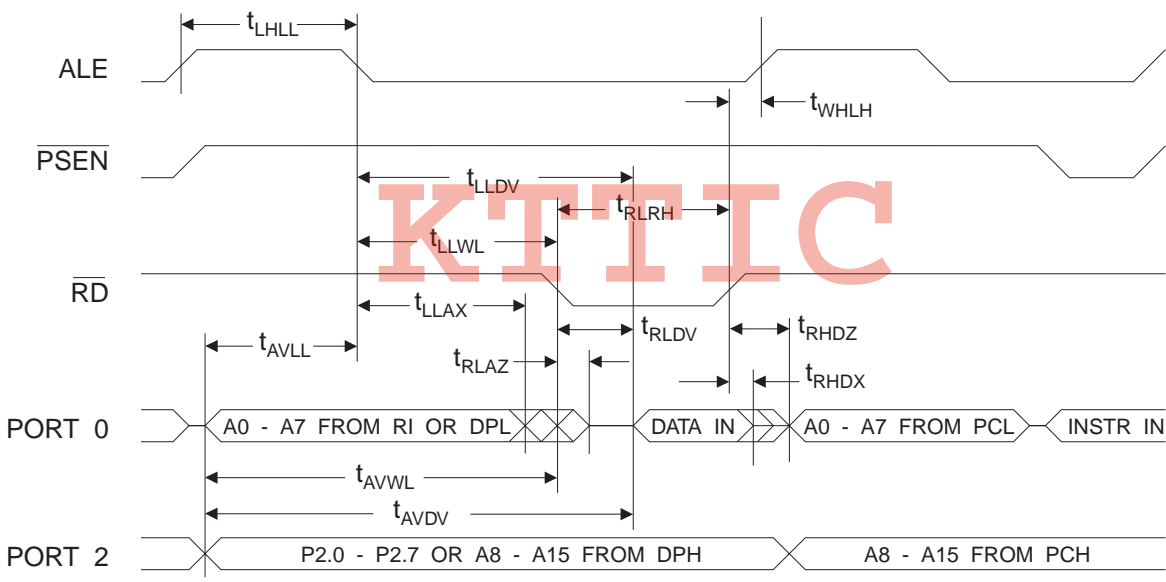 tLHLL
ALE
tWHLH
PSEN
tLLDV
tRLRH
KTTIC
tLLWL
RD
tLLAX
tRLDV
tRHDZ
tAVLL
tRLAZ
tRHDX
PORT 0
A0 - A7 FROM RI OR DPL
DATA IN
A0 - A7 FROM PCL
INSTR IN
tAVWL
tAVDV
PORT 2
P2.0 - P2.7 OR A8 - A15 FROM DPH
A8 - A15 FROM PCH